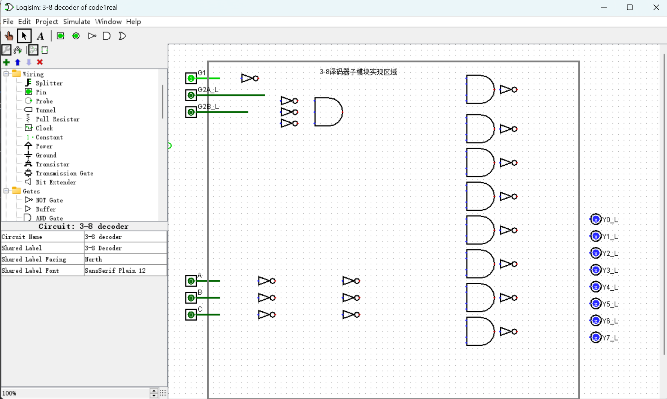 Logisim: 3-8 decoder of code1real
File Edit Project Simulate Window Help
A
Wiring
Splitter
Pin
Probe
Tunnel
Pull Resistor
Clock
Constant
Power
Ground
Transistor
Transmission Gate
Bit Extender
Gates
NOT Gate
Buffer
AND Gate
Circuit: 3-8 decoder
Circuit Name 3-8 decoder
Shared Label 3-8 Decoder
Shared Label Facing North
Shared Label Font SansSerif Plain 12
100%
3-8译码器子模块实现区域
G1
G2A_L
G2B_L
A
B
C
Y0_L
Y1_L
Y2_L
Y3_L
Y4_L
Y5_L
Y6_L
Y7_L